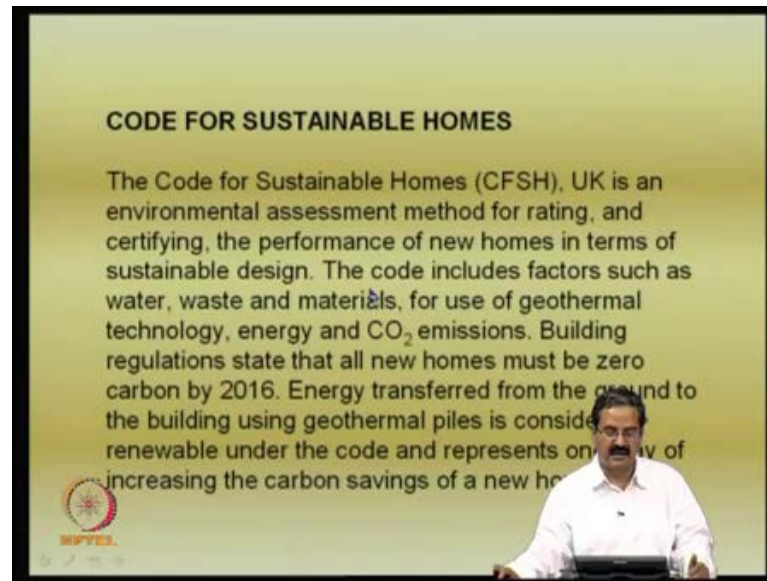 CODE FOR SUSTAINABLE HOMES
The Code for Sustainable Homes (CFSH), UK is an
environmental assessment method for rating, and
certifying, the performance of new homes in terms of
sustainable design. The code includes factors such as
water, waste and materials, for use of geothermal
technology, energy and CO₂ emissions. Building
regulations state that all new homes must be zero
carbon by 2016. Energy transferred from the ground to
the building using geothermal piles is
renewable under the code and represents of
increasing the carbon savings of a new
NPTEL